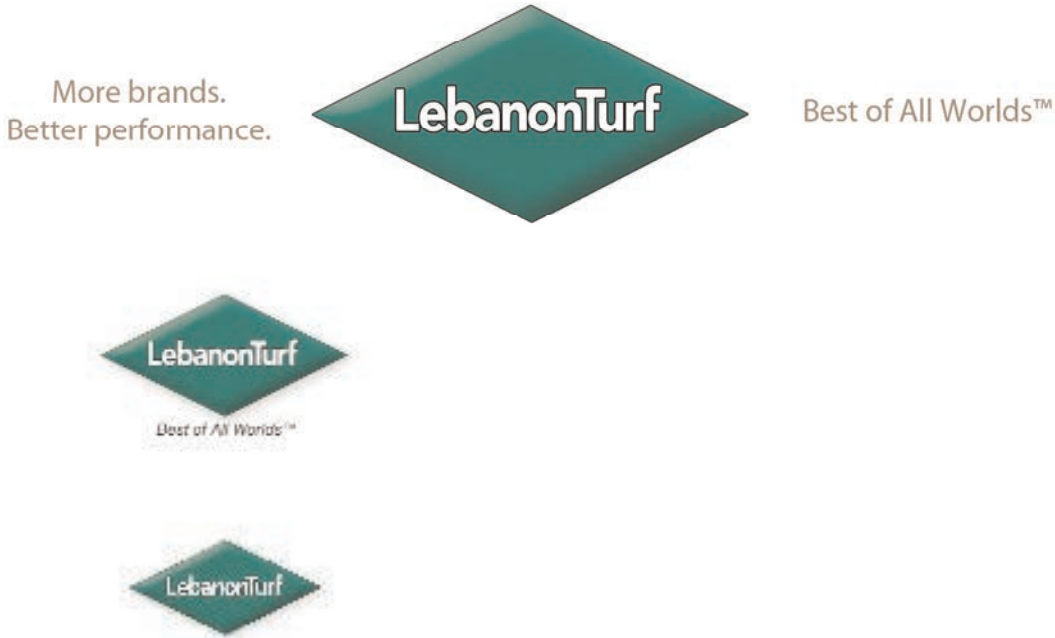 More brands.
Better performance.
LebanonTurf
Best of All Worlds™
LebanonTurf
Best of All Worlds™
LebanonTurf